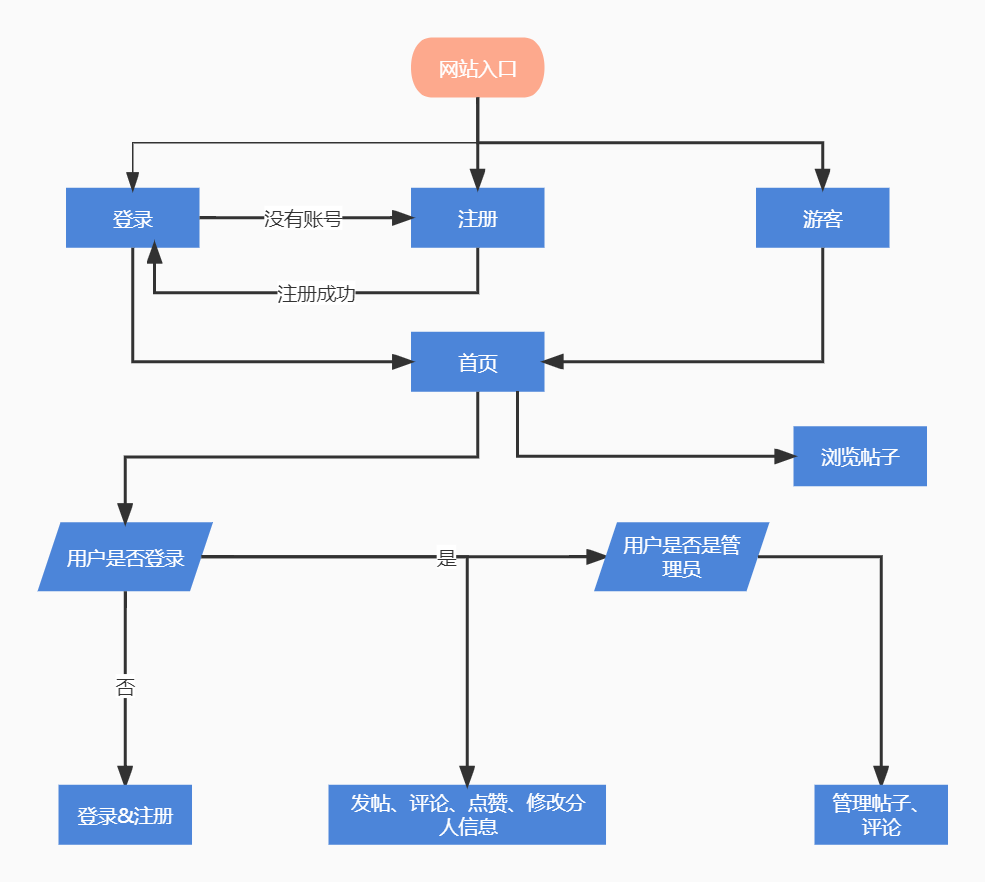 网站入口
登录
没有账号
注册
游客
注册成功
首页
浏览帖子
用户是否登录
是
用户是否是管
理员
否
登录&注册
发帖、评论、点赞、修改分
人信息
管理帖子、
评论